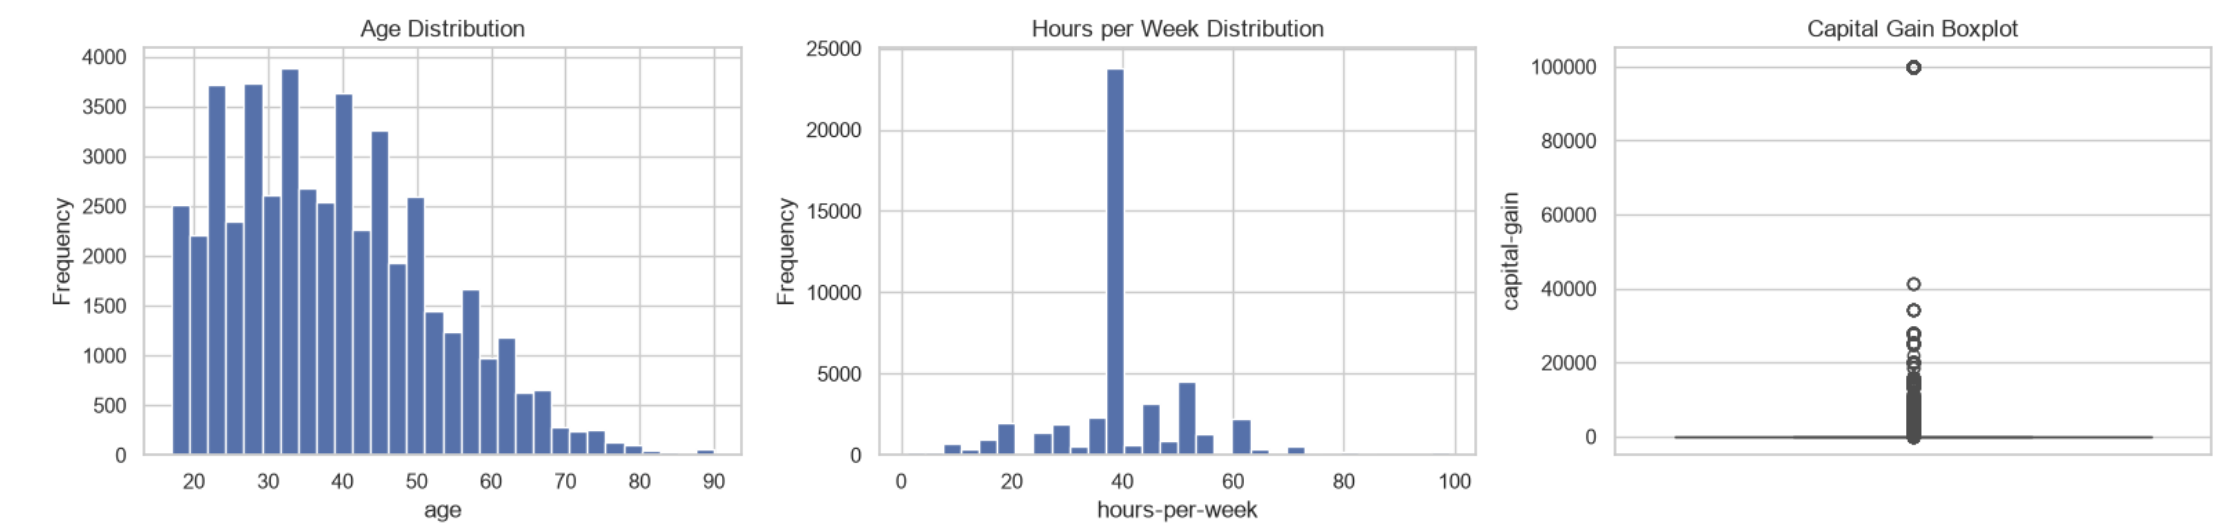 Age Distribution
4000
3500
3000
2500
2000
1500
1000
500
0
Frequency
20 30 40 50 60 70 80 90
age
Hours per Week Distribution
25000
20000
15000
10000
5000
0
Frequency
0 20 40 60 80 100
hours-per-week
Capital Gain Boxplot
100000
80000
60000
40000
20000
0
capital-gain